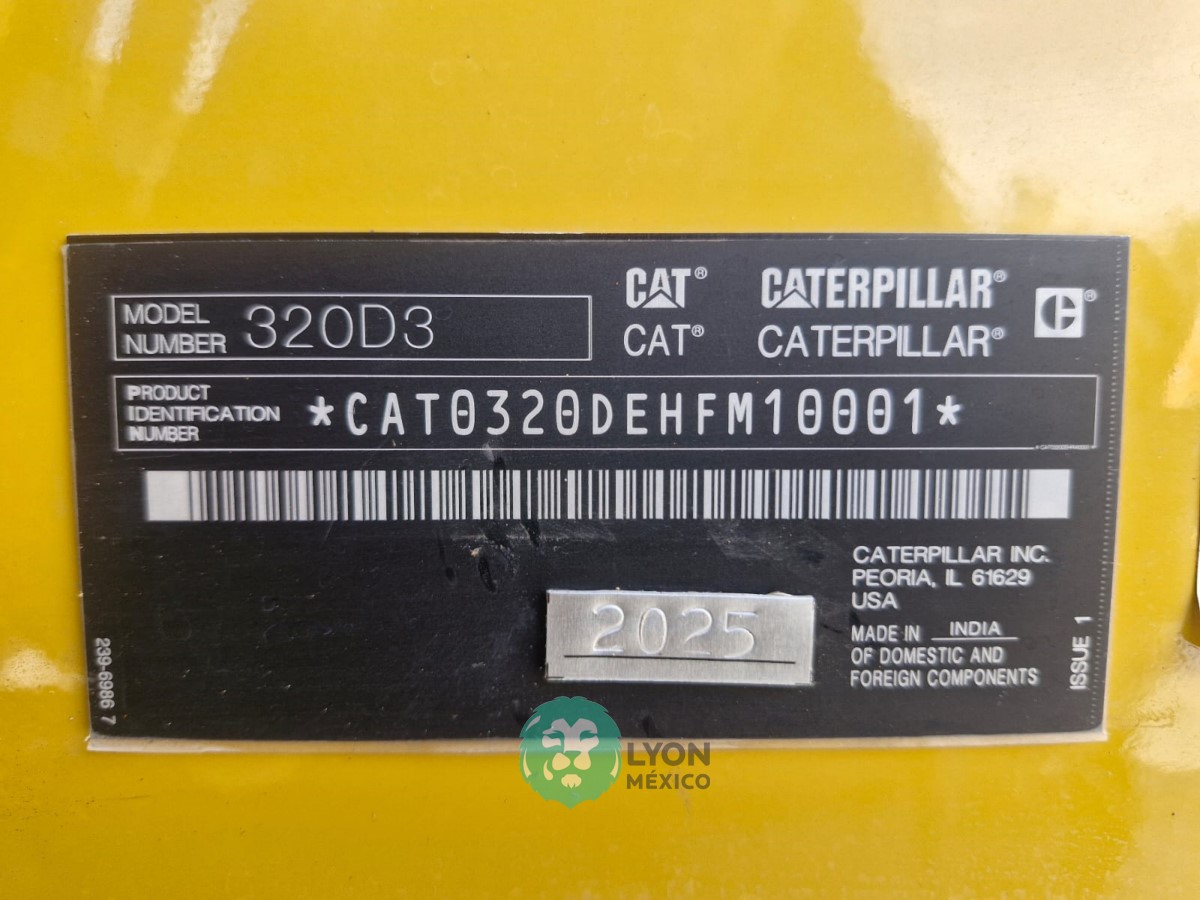 MODEL NUMBER 320D3
CAT® CATERPILLAR®
CAT® CATERPILLAR®
PRODUCT IDENTIFICATION NUMBER *CAT0320DEHFM10001*
CATERPILLAR INC.
PEORIA, IL 61629
USA
2025
MADE IN INDIA
OF DOMESTIC AND
FOREIGN COMPONENTS
239-6986 7
ISSUE 1
LYON
MÉXICO